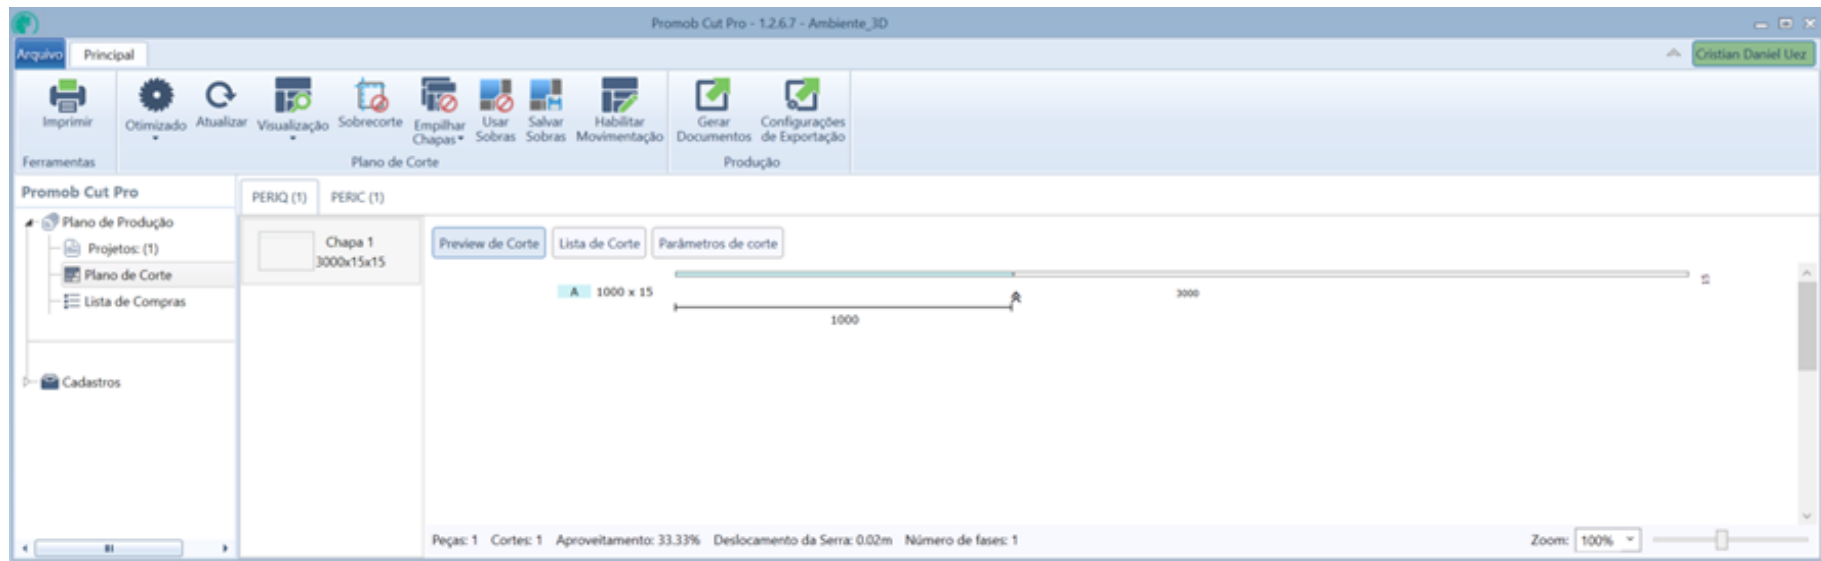 Promob Cut Pro - 1.2.6.7 - Ambiente_3D
Arquivo Principal
Cristian Daniel Uez
Imprimir
Otimizado
Atualizar
Visualização
Sobrecorte
Empilhar
Chapas
Usar
Sobras
Salvar
Sobras
Habilitar
Movimentação
Gerar
Documentos
Configurações
de Exportação
Ferramentas
Plano de Corte
Produção
Promob Cut Pro
Plano de Produção
Projetos: (1)
Plano de Corte
Lista de Compras
Cadastros
PERIQ (1) PERIC (1)
Chapa 1
3000x15x15
Preview de Corte Lista de Corte Parâmetros de corte
A 1000 x 15
1000
3000
15
Peças: 1 Cortes: 1 Aproveitamento: 33.33% Deslocamento da Serra: 0.02m Número de fases: 1
Zoom: 100%